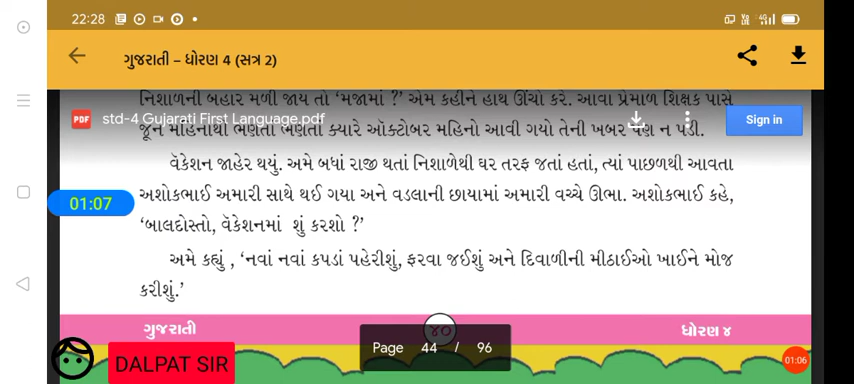 22:28
ગુજરાતી – ધોરણ 4 (સત્ર 2)
નિશાળની બહાર મળી જાય તો ‘મજામાં ?’ એમ કહીને હાથ ઊંચો કરે. આવા પ્રેમાળ શિક્ષક પાસે
std-4 Gujarati First Language.pdf
Sign in
જૂન મહિનાથી ભણતાં ભણતાં ક્યારે ઑક્ટોબર મહિનો આવી ગયો તેની ખબર પણ ન પડી.
વૅકેશન જાહેર થયું. અમે બધાં રાજી થતાં નિશાળેથી ઘર તરફ જતાં હતાં, ત્યાં પાછળથી આવતા
01:07
અશોકભાઈ અમારી સાથે થઈ ગયા અને વડલાની છાયામાં અમારી વચ્ચે ઊભા. અશોકભાઈ કહે,
‘બાલદોસ્તો, વૅકેશનમાં શું કરશો ?’
અમે કહ્યું , ‘નવાં નવાં કપડાં પહેરીશું, ફરવા જઈશું અને દિવાળીની મીઠાઈઓ ખાઈને મોજ
કરીશું.’
ગુજરાતી
૪૦
ધોરણ ૪
Page 44 / 96
DALPAT SIR
01:06